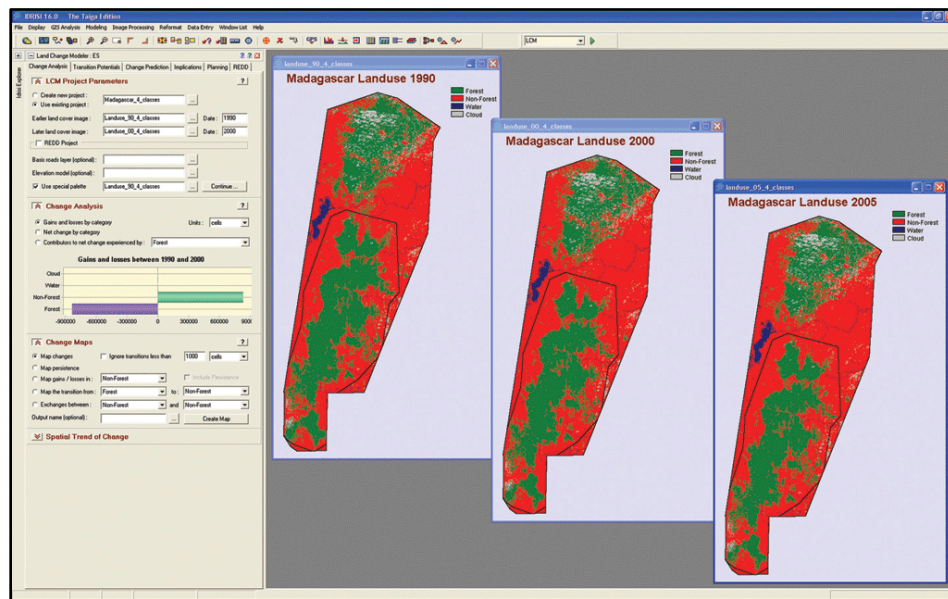 IDRISI 16.0 The Taiga Edition
File Display GIS Analysis Modeling Image Processing Reformat Data Entry Window List Help
LCM
Idrisi Explorer
Land Change Modeler : ES
Change Analysis Transition Potentials Change Prediction Implications Planning REDD
LCM Project Parameters ?
Create new project :
Use existing project : Madagascar_4_classes ...
Earlier land cover image : Landuse_90_4_classes ... Date : 1990
Later land cover image : Landuse_00_4_classes ... Date : 2000
REDD Project
Basis roads layer (optional) : ...
Elevation model (optional) : ...
Use special palette Landuse_90_4_classes ... Continue ...
Change Analysis ?
Gains and losses by category Units : cells
Net change by category
Contributors to net change experienced by : Forest
Gains and losses between 1990 and 2000
Cloud
Water
Non-Forest
Forest
-900000 -600000 -300000 0 300000 600000 900
Change Maps ?
Map changes Ignore transitions less than 1000 cells
Map persistence
Map gains / losses in : Non-Forest Include Persistence
Map the transition from : Forest to : Non-Forest
Exchanges between : Non-Forest and Non-Forest
Output name (optional) : ... Create Map
Spatial Trend of Change
landuse_90_4_classes
Madagascar Landuse 1990
Forest
Non-Forest
Water
Cloud
landuse_00_4_classes
Madagascar Landuse 2000
Forest
Non-Forest
Water
Cloud
landuse_05_4_classes
Madagascar Landuse 2005
Forest
Non-Forest
Water
Cloud